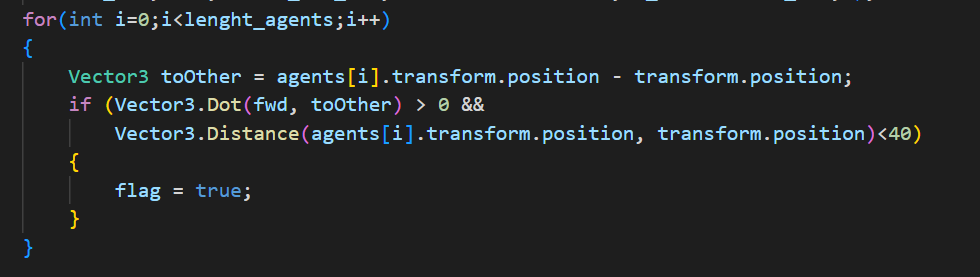 for(int i=0;i<lenght_agents;i++)
{
    Vector3 toOther = agents[i].transform.position - transform.position;
    if (Vector3.Dot(fwd, toOther) > 0 &&
        Vector3.Distance(agents[i].transform.position, transform.position)<40)
    {
        flag = true;
    }
}